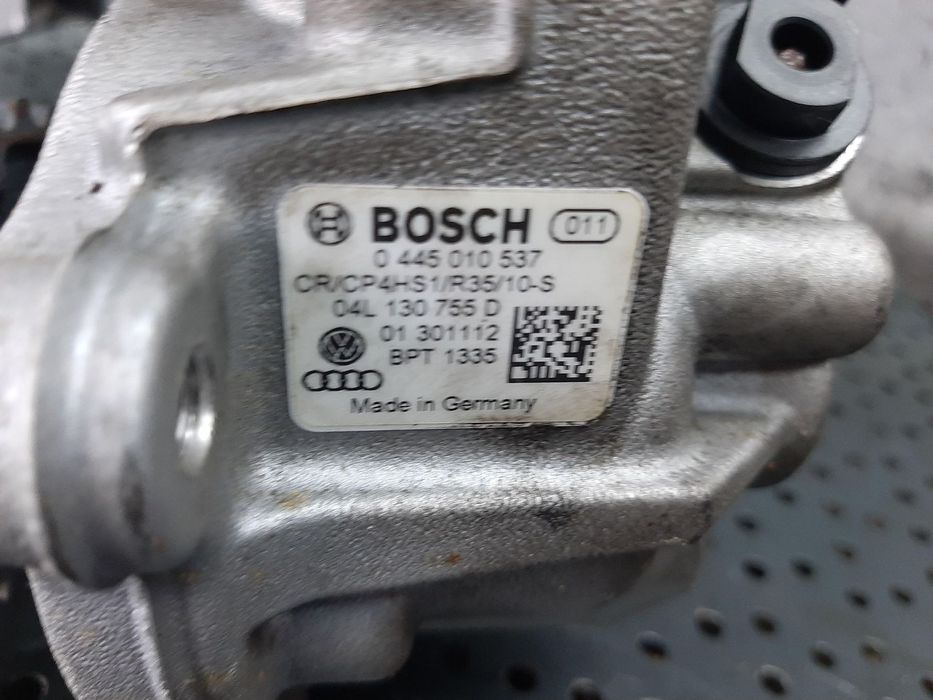 BOSCH 011
0 445 010 537
CR/CP4HS1/R35/10-S
04L 130 755 D
01 301112
BPT 1335
Made in Germany